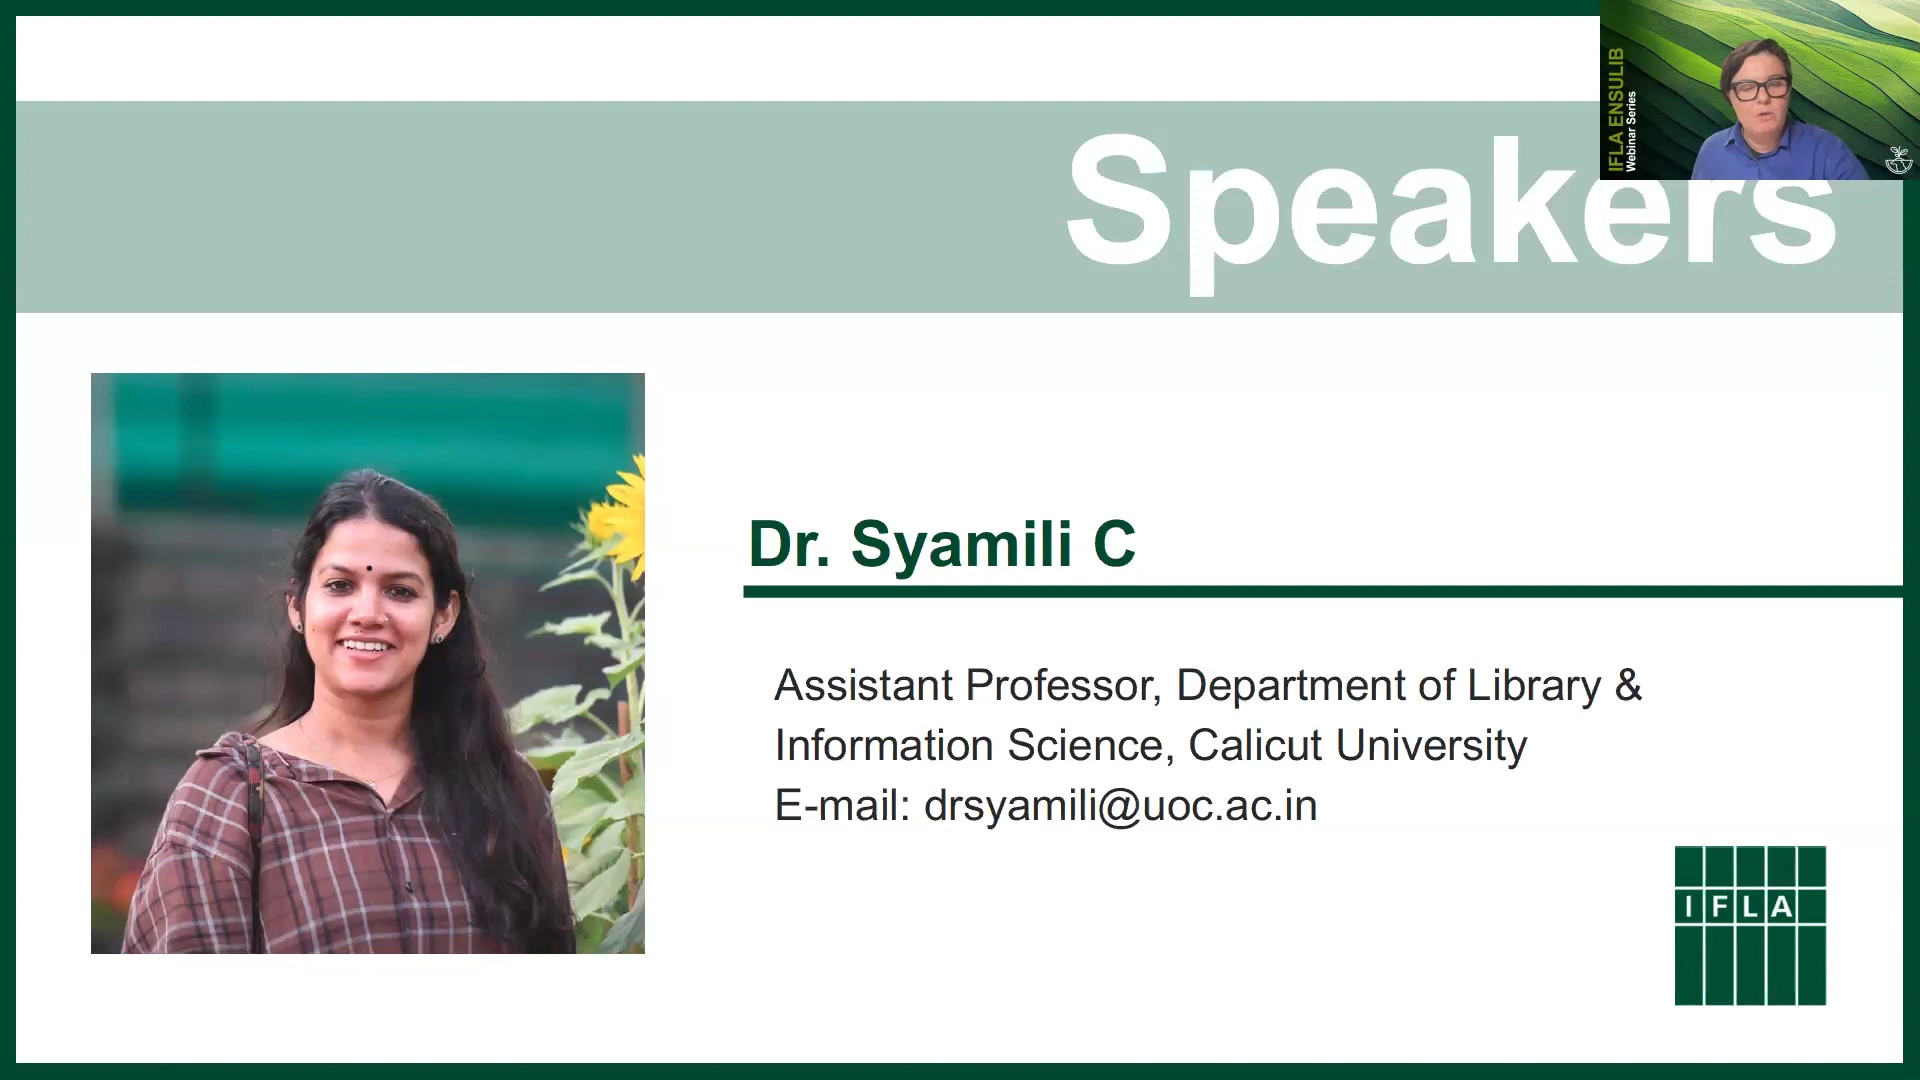 IFLA ENSULIB
Webinar Series
Speakers
Dr. Syamili C
Assistant Professor, Department of Library &
Information Science, Calicut University
E-mail: drsyamili@uoc.ac.in
IFLA